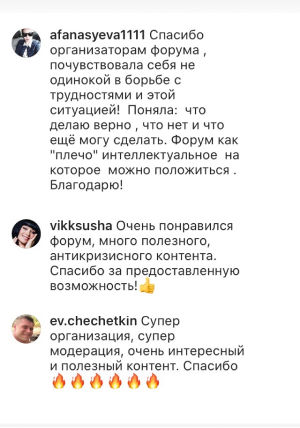 afanasyeva1111 Спасибо
организаторам форума ,
почувствовала себя не
одинокой в борьбе с
трудностями и этой
ситуацией! Поняла: что
делаю верно , что нет и что
ещё могу сделать. Форум как
"плечо" интеллектуальное на
которое можно положиться .
Благодарю!
vikksusha Очень понравился
форум, много полезного,
антикризисного контента.
Спасибо за предоставленную
возможность!👍
ev.chechetkin Супер
организация, супер
модерация, очень интересный
и полезный контент. Спасибо
🔥🔥🔥🔥🔥🔥